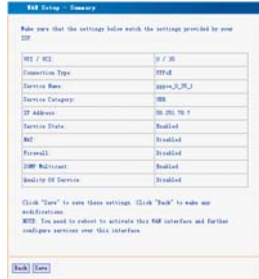 WAN Setup - Summary
Make sure that the settings below match the settings provided by your
ISP.
VPI / VCI: 0 / 35
Connection Type: PPPoE
Service Name: pppoe_0_35_1
Service Category: UBR
IP Address:
Service State: Enabled
NAT: Disabled
Firewall: Disabled
IGMP Multicast: Enabled
Quality Of Service: Disabled
Click "Save" to save these settings. Click "Back" to make any
modifications.
NOTE: You need to reboot to activate this WAN interface and further
configure services over this interface.
Back Save